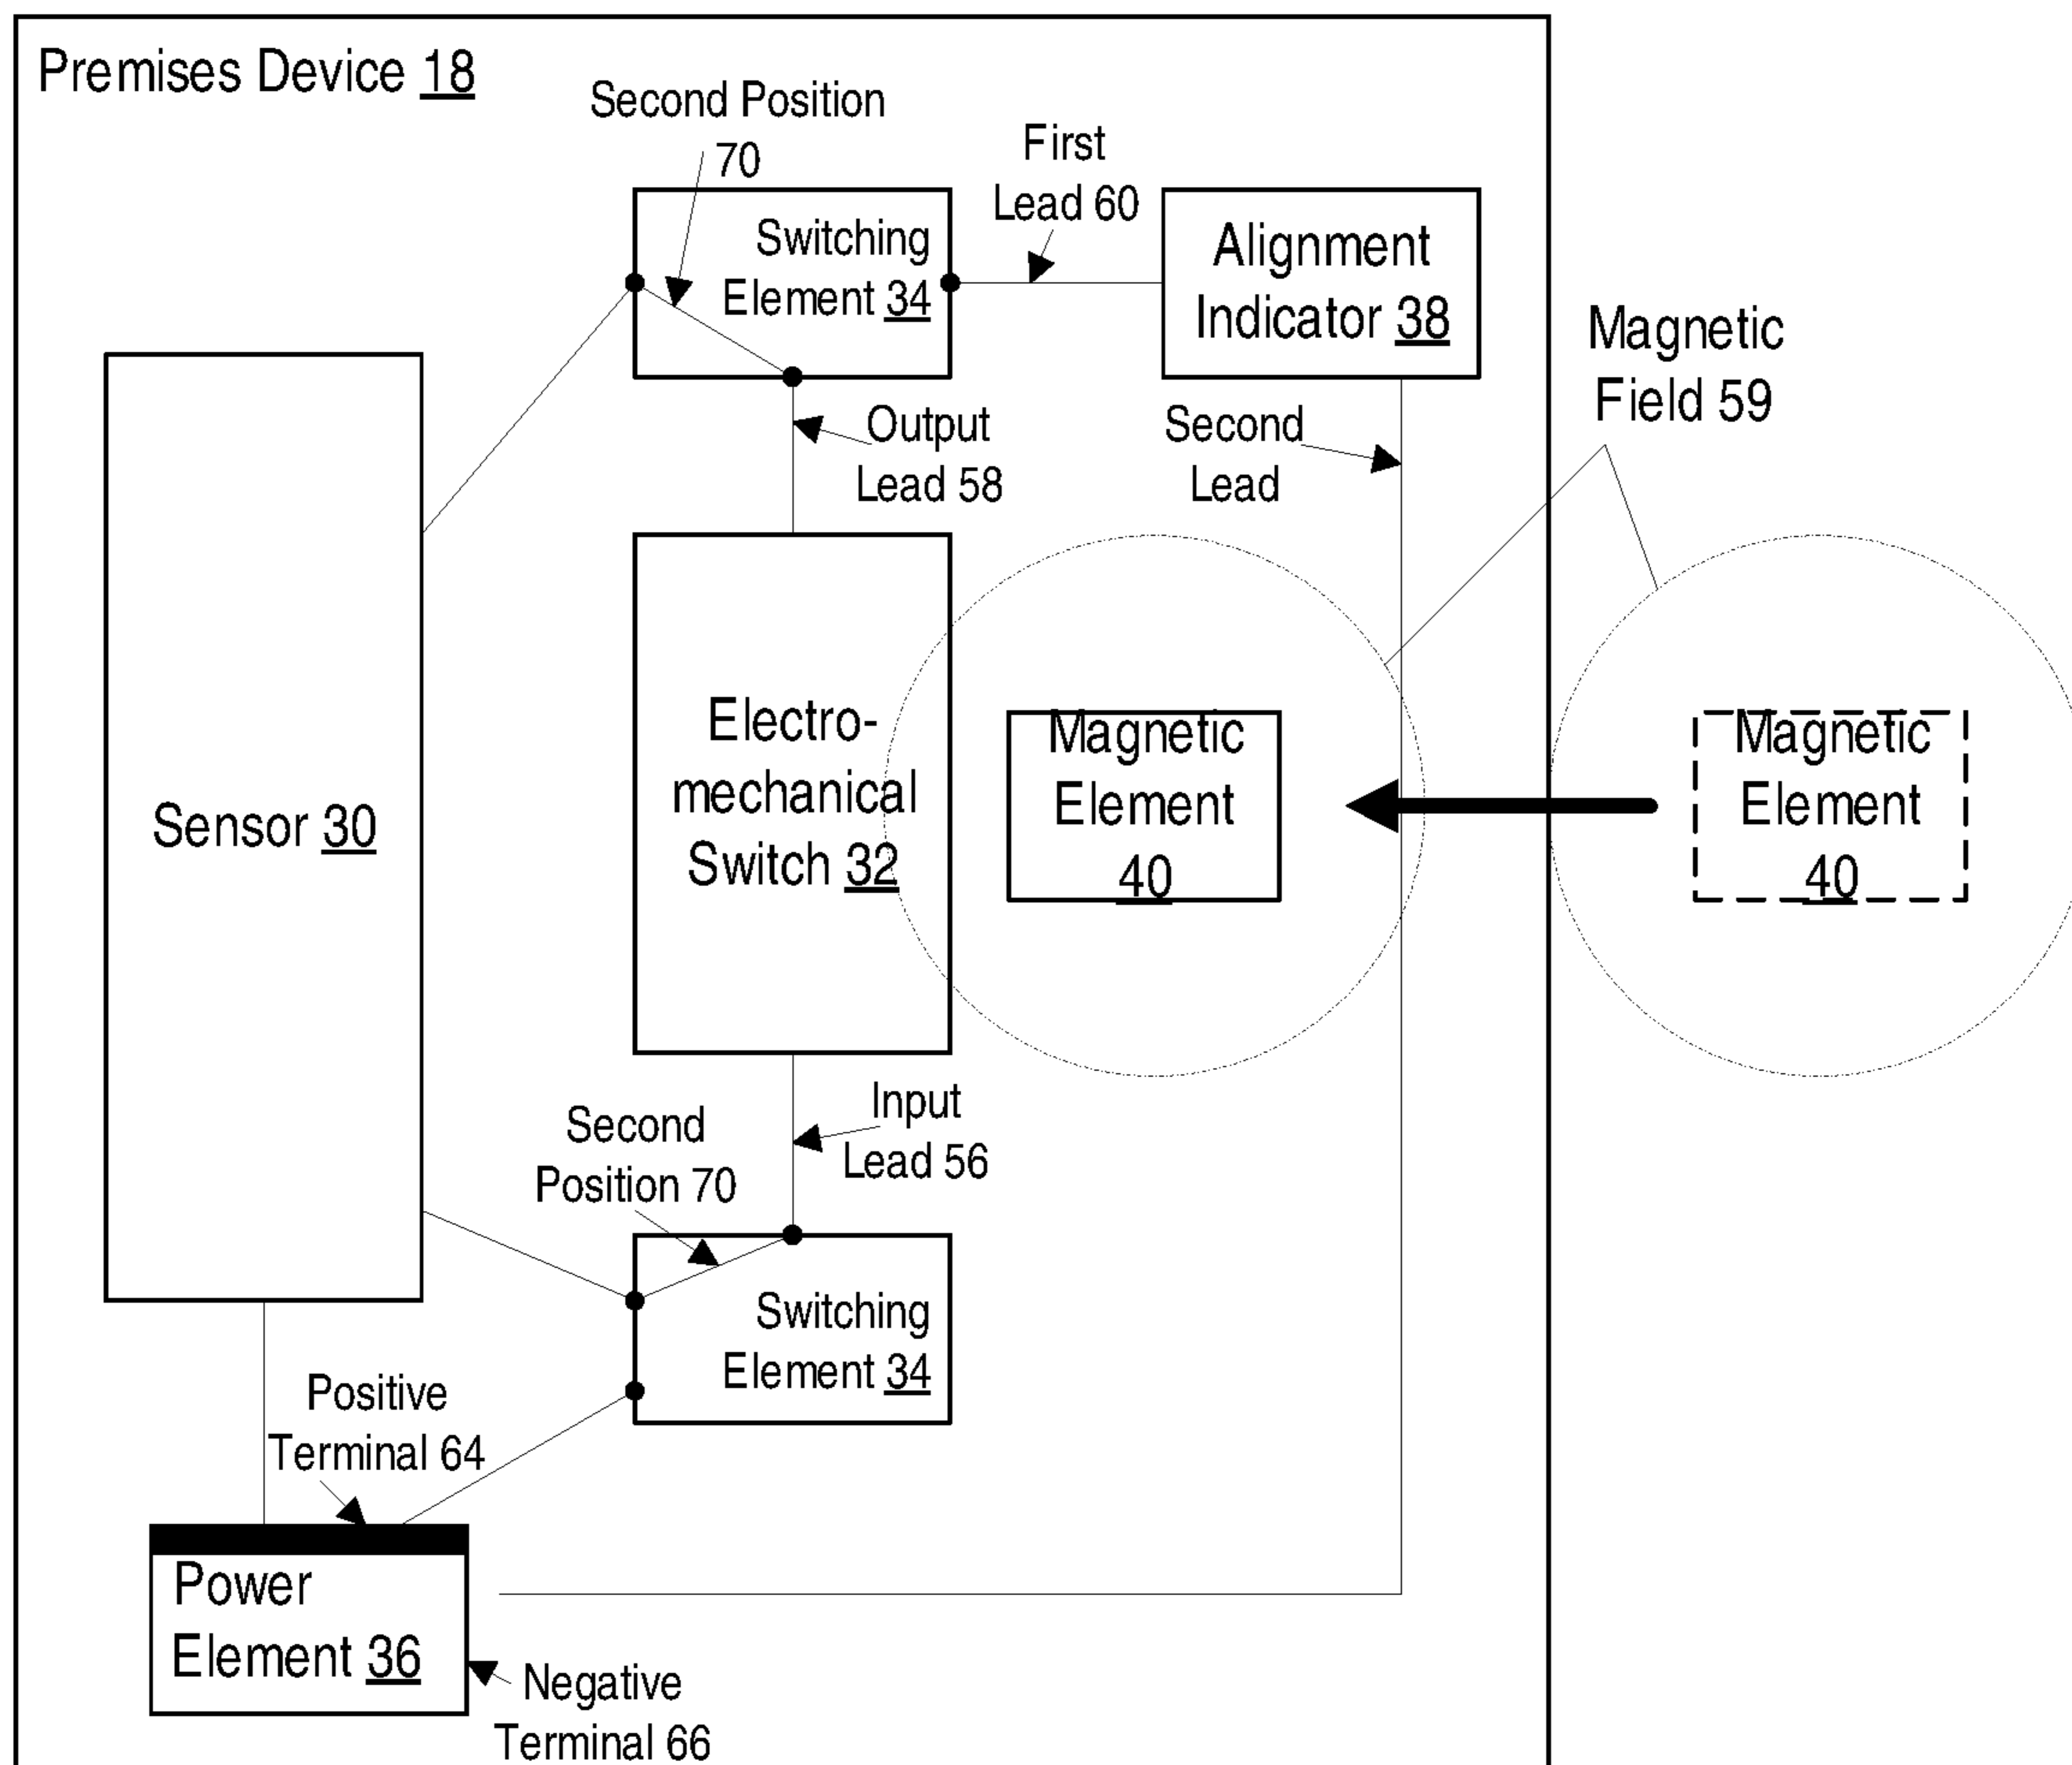 Premises Device 18
Second Position
70
First
Lead 60
Switching
Element 34
Alignment
Indicator 38
Magnetic
Field 59
Output
Lead 58
Second
Lead
Sensor 30
Electro-
mechanical
Switch 32
Magnetic
Element
40
Magnetic
Element
40
Input
Lead 56
Second
Position 70
Switching
Element 34
Positive
Terminal 64
Power
Element 36
Negative
Terminal 66